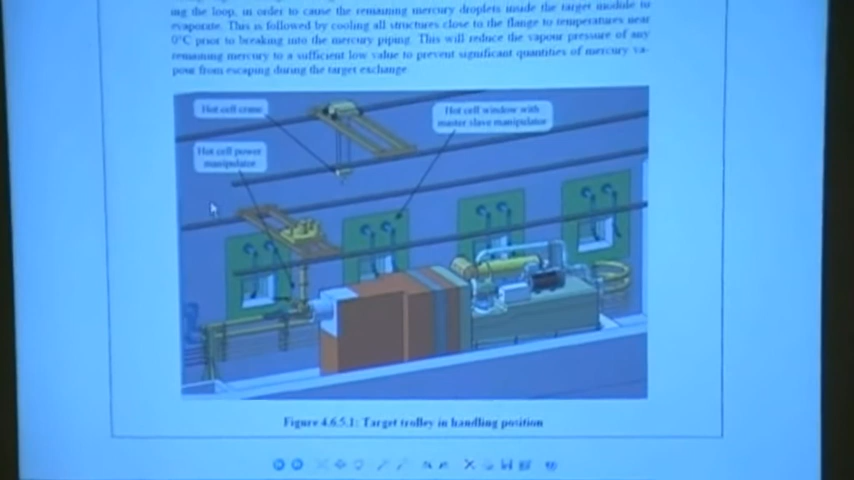 ing the loop, in order to cause the remaining mercury droplets inside the target module to
evaporate. This is followed by cooling all structures close to the flange to temperatures near
0°C prior to breaking into the mercury piping. This will reduce the vapour pressure of any
remaining mercury to a sufficient low value to prevent significant quantities of mercury va-
pour from escaping during the target exchange.
Hot cell crane
Hot cell window with
master slave manipulator
Hot cell power
manipulator
Figure 4.6.5.1: Target trolley in handling position